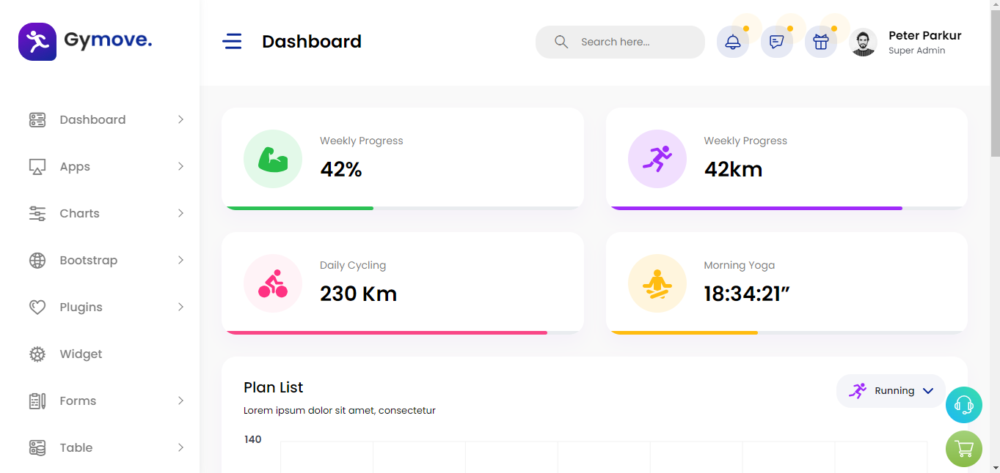 Gymove.
Dashboard
Search here...
Peter Parkur
Super Admin
Dashboard
Apps
Charts
Bootstrap
Plugins
Widget
Forms
Table
Weekly Progress
42%
Weekly Progress
42km
Daily Cycling
230 Km
Morning Yoga
18:34:21”
Plan List
Lorem ipsum dolor sit amet, consectetur
Running
140